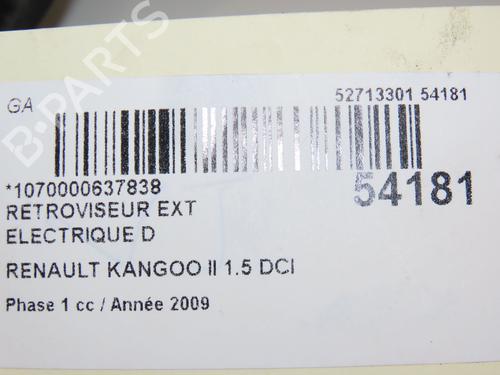 GA
52713301 54181
*1070000637838
54181
RETROVISEUR EXT
ELECTRIQUE D
RENAULT KANGOO II 1.5 DCI
Phase 1 cc / Année 2009
B-PARTS